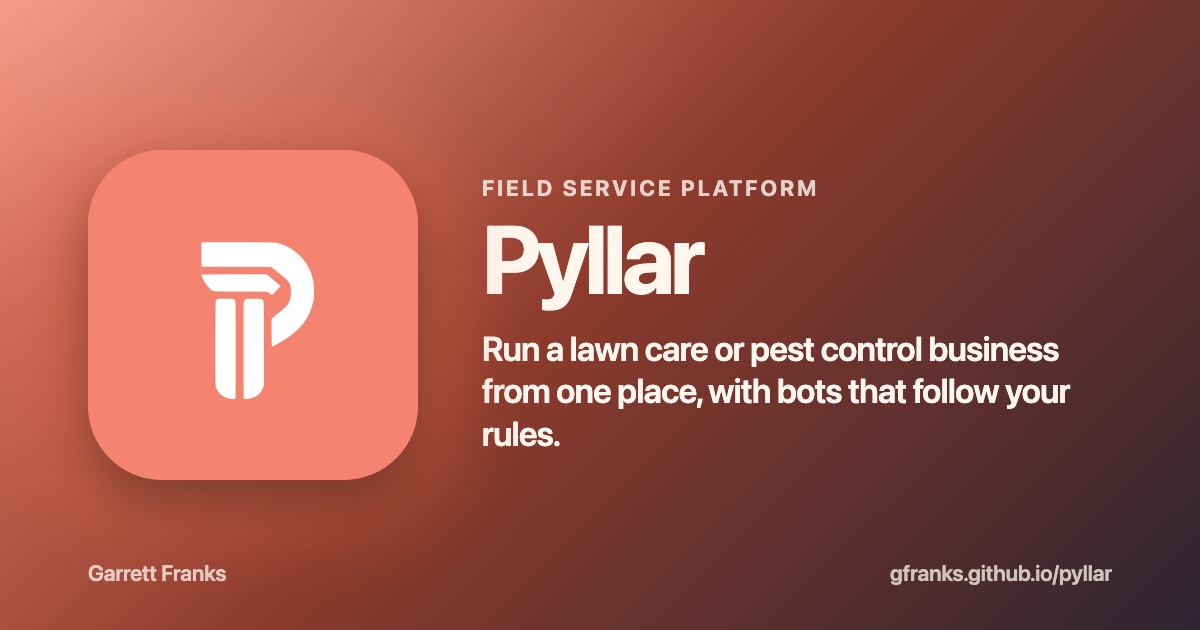 FIELD SERVICE PLATFORM
Pyllar
Run a lawn care or pest control business
from one place, with bots that follow your
rules.
Garrett Franks
gfranks.github.io/pyllar